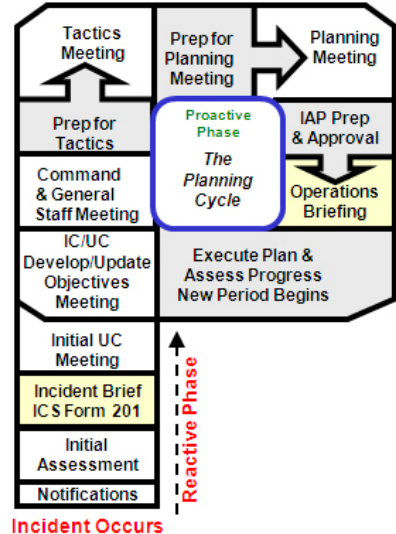 Tactics
Meeting
Prep for
Planning
Meeting
Planning
Meeting
Prep for
Tactics
Proactive
Phase
The
Planning
Cycle
IAP Prep
& Approval
Command
& General
Staff Meeting
Operations
Briefing
IC/UC
Develop/Update
Objectives
Meeting
Execute Plan &
Assess Progress
New Period Begins
Initial UC
Meeting
Incident Brief
ICS Form 201
Initial
Assessment
Notifications
Reactive Phase
Incident Occurs